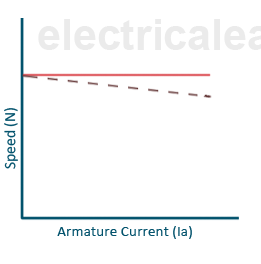 electricalea
Speed (N)
Armature Current (Ia)